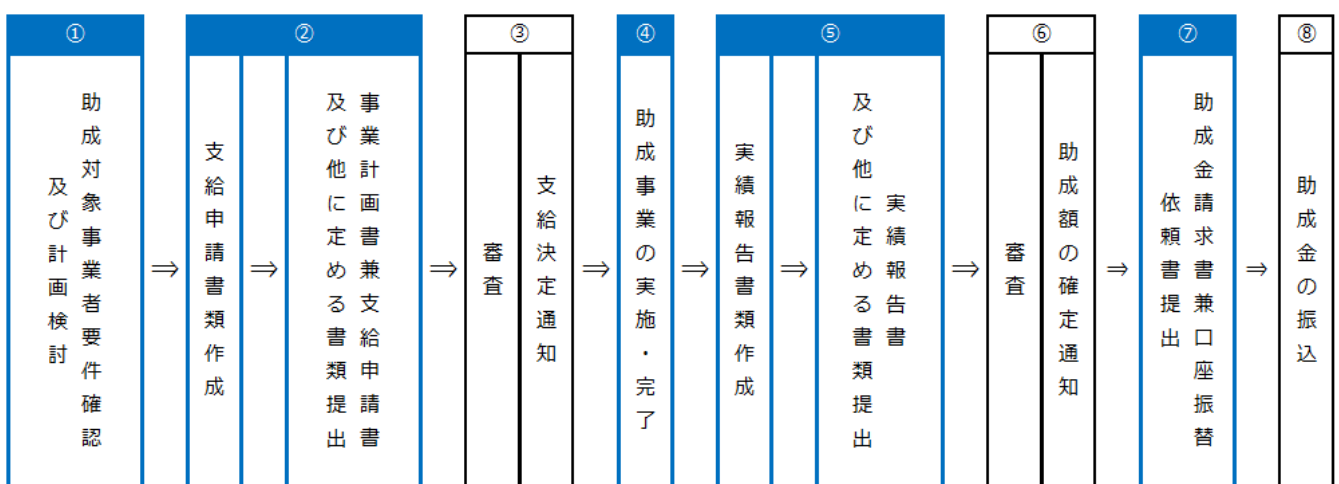 ①
助成対象事業者要件確認
及び計画検討
⇒
②
支給申請書類作成
⇒
事業計画書兼支給申請書
及び他に定める書類提出
⇒
③
審査
支給決定通知
⇒
④
助成事業の実施・完了
⇒
⑤
実績報告書類作成
⇒
実績報告書
及び他に定める書類提出
⇒
⑥
審査
助成額の確定通知
⇒
⑦
助成金請求書兼口座振替
依頼書提出
⇒
⑧
助成金の振込